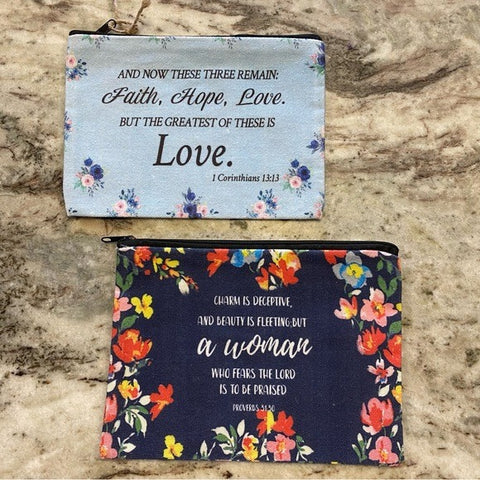 AND NOW THESE THREE REMAIN:
Faith, Hope, Love.
BUT THE GREATEST OF THESE IS
Love.
1 Corinthians 13:13
CHARM IS DECEPTIVE,
AND BEAUTY IS FLEETING; BUT
a woman
WHO FEARS THE LORD
IS TO BE PRAISED
PROVERBS 31:30